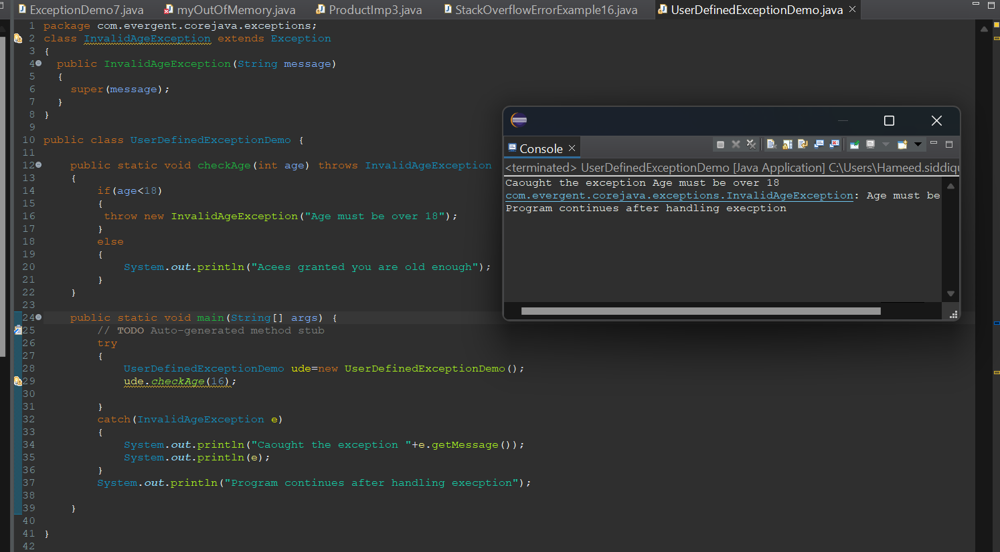 ExceptionDemo7.java myOutOfMemory.java ProductImp3.java StackOverflowErrorExample16.java UserDefinedExceptionDemo.java
1 package com.evergent.corejava.exceptions;
2 class InvalidAgeException extends Exception
3 {
4 public InvalidAgeException(String message)
5 {
6 super(message);
7 }
8 }
9
10 public class UserDefinedExceptionDemo {
11
12 public static void checkAge(int age) throws InvalidAgeException
13 {
14 if(age<18)
15 {
16 throw new InvalidAgeException("Age must be over 18");
17 }
18 else
19 {
20 System.out.println("Acees granted you are old enough");
21 }
22 }
23
24 public static void main(String[] args) {
25 // TODO Auto-generated method stub
26 try
27 {
28 UserDefinedExceptionDemo ude=new UserDefinedExceptionDemo();
29 ude.checkAge(16);
30
31 }
32 catch(InvalidAgeException e)
33 {
34 System.out.println("Caought the exception "+e.getMessage());
35 System.out.println(e);
36 }
37 System.out.println("Program continues after handling execption");
38
39 }
40
41 }
42
Console
<terminated> UserDefinedExceptionDemo [Java Application] C:\Users\Hameed.siddiqu
Caought the exception Age must be over 18
com.evergent.corejava.exceptions.InvalidAgeException: Age must be
Program continues after handling execption